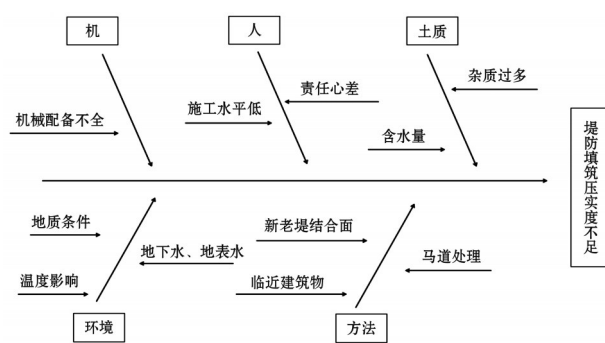 机
人
土质
杂质过多
责任心差
施工水平低
机械配备不全
含水量
堤防填筑压实度不足
地质条件
新老堤结合面
地下水、地表水
马道处理
温度影响
临近建筑物
环境
方法